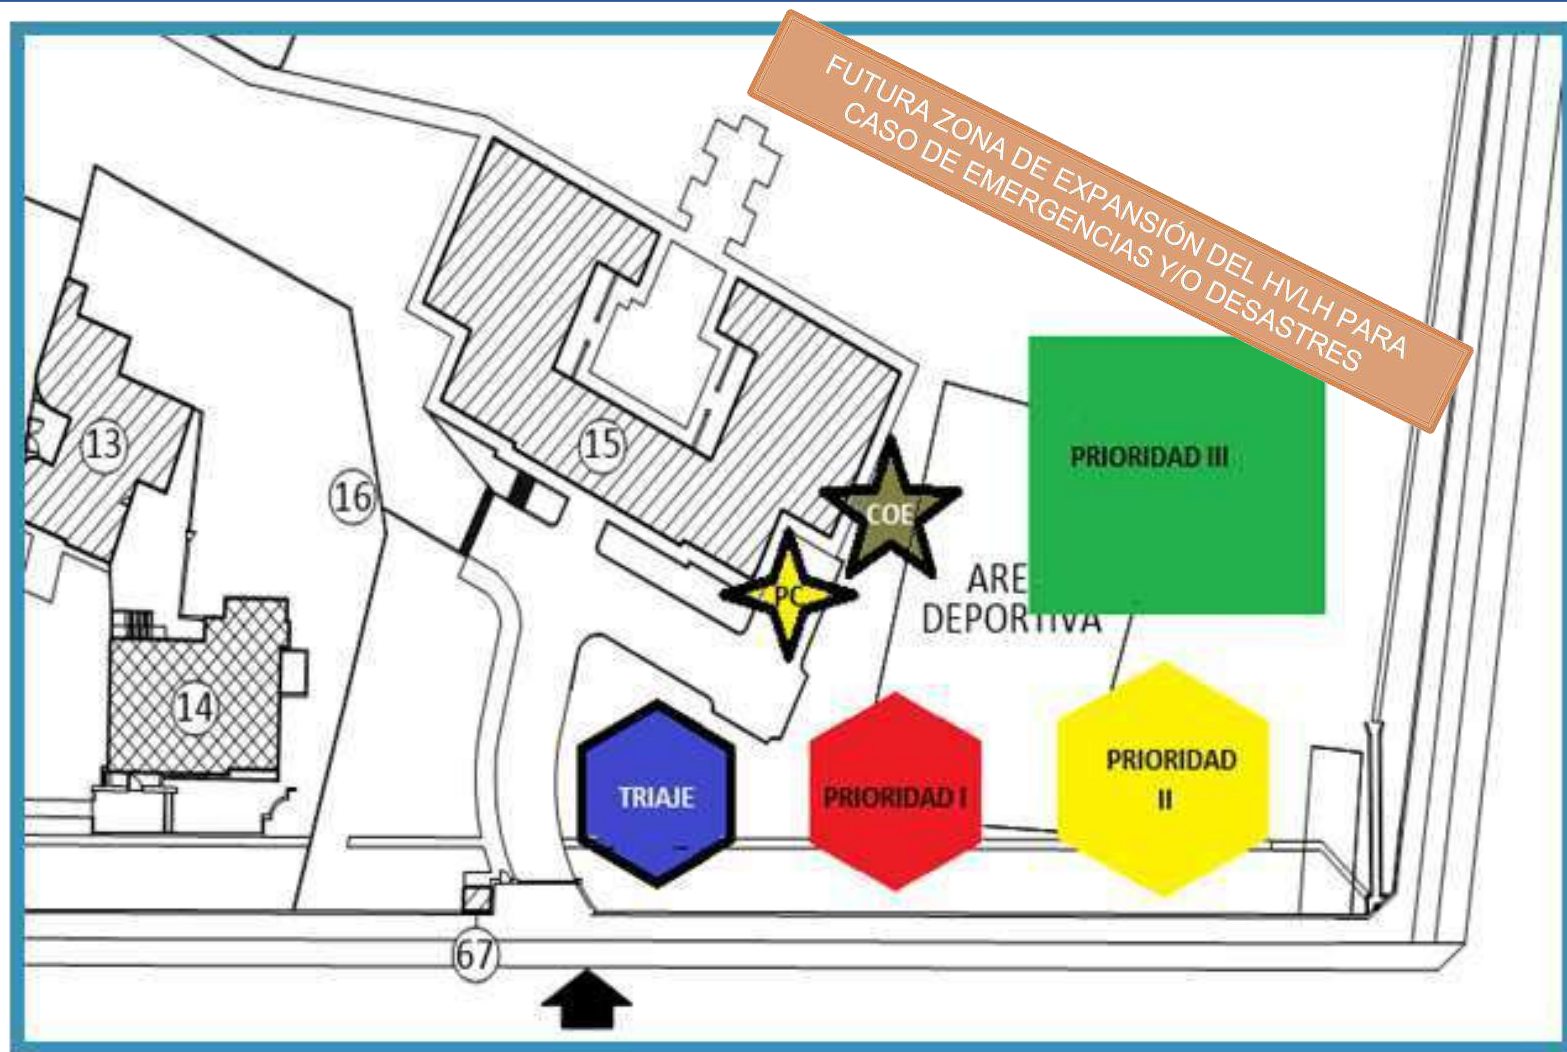 FUTURA ZONA DE EXPANSIÓN DEL HVLH PARA
CASO DE EMERGENCIAS Y/O DESASTRES
13
15
16
PRIORIDAD III
COE
PC
ARE
DEPORTIVA
14
TRIAJE
PRIORIDAD I
PRIORIDAD
II
67